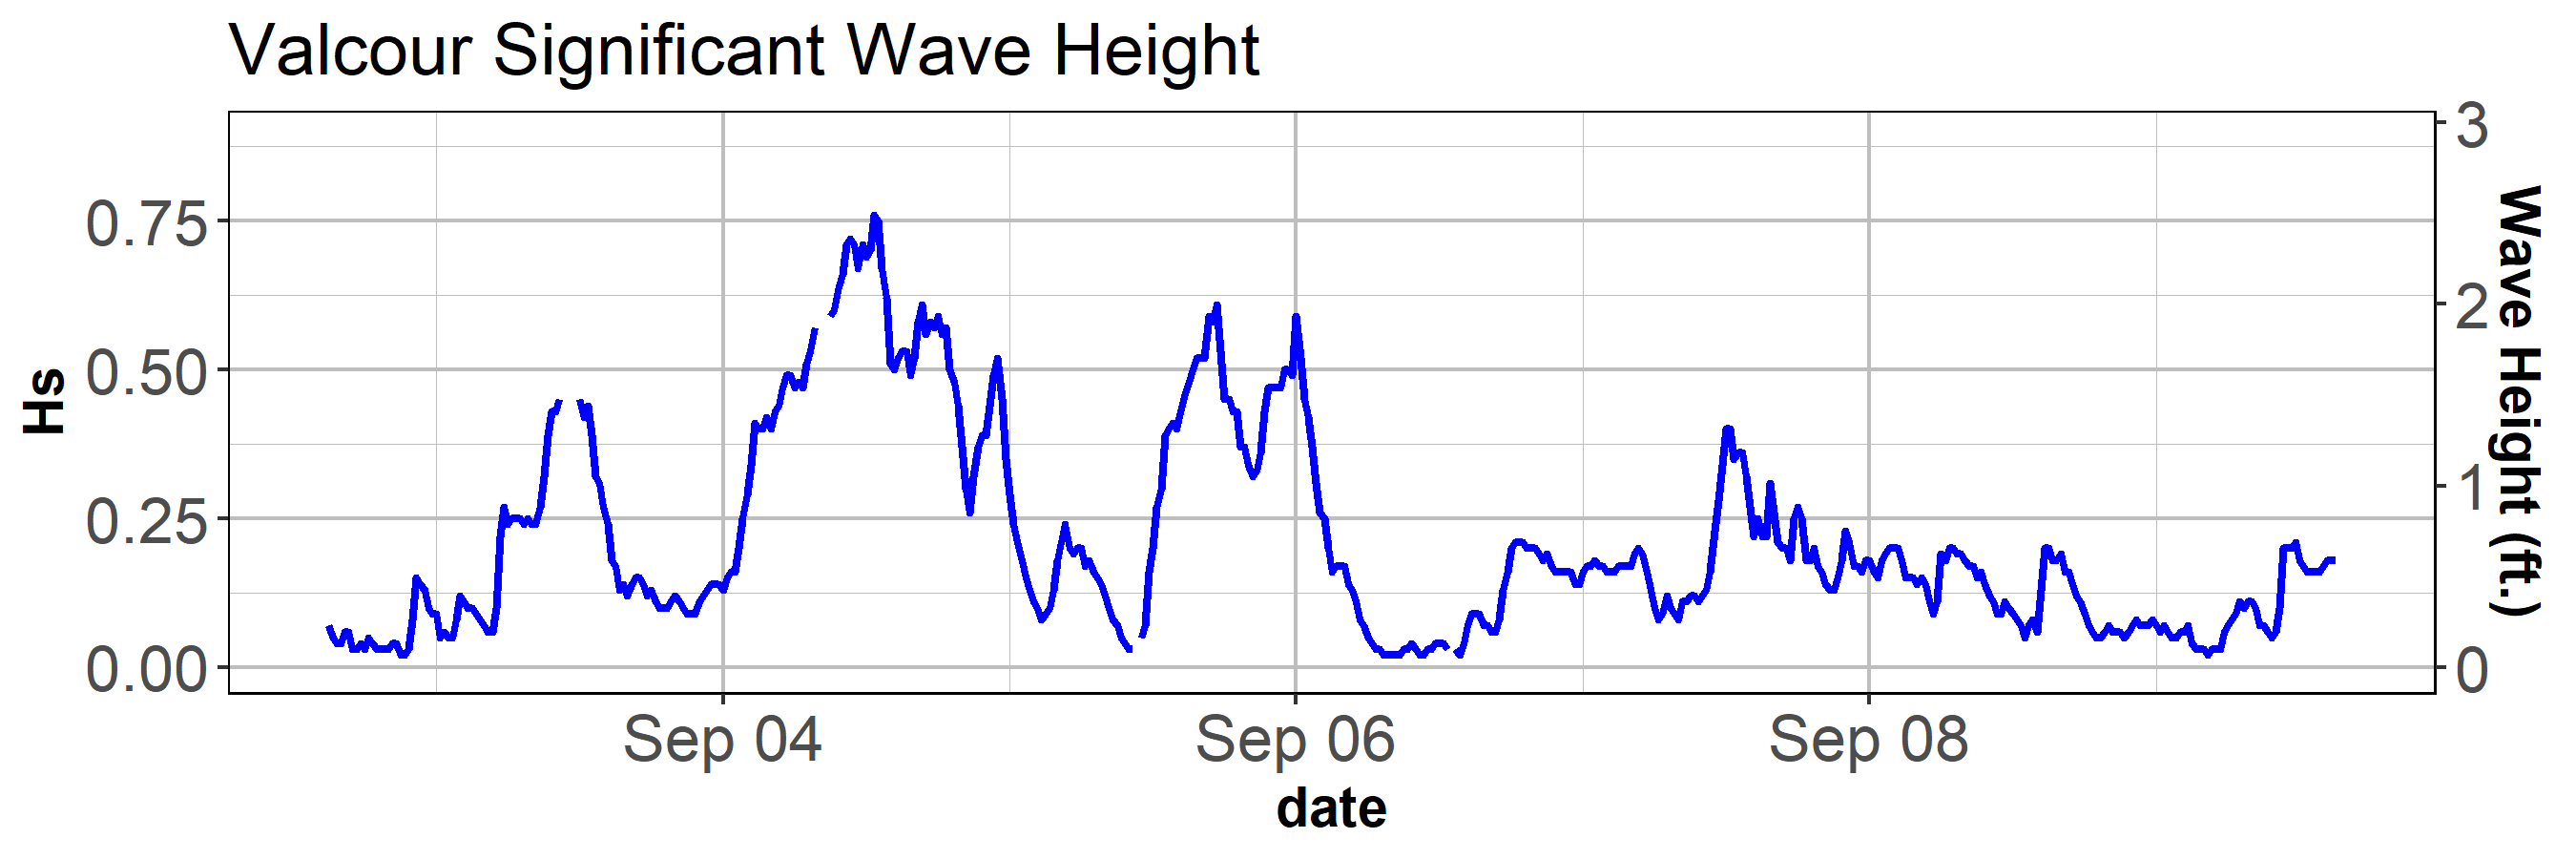 Valcour Significant Wave Height
3
0.75
2
0.50
1
0.25
0.00
0
Hs
Wave Height (ft.)
Sep 04
Sep 06
Sep 08
date